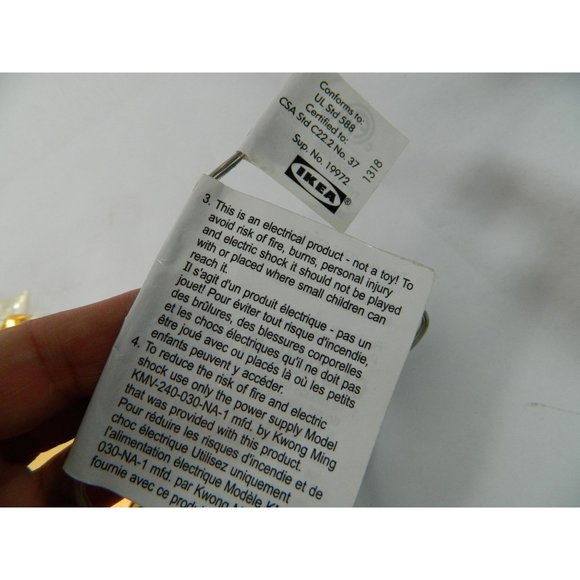 Conforms to:
UL Std 588
Certified to:
CSA Std C22.2 No. 37
Sup. No. 19972
1318
IKEA®
3. This is an electrical product - not a toy! To
avoid risk of fire, burns, personal injury
and electric shock it should not be played
with or placed where small children can
reach it.
Il s'agit d'un produit électrique - pas un
jouet! Pour éviter tout risque d'incendie,
des brûlures, des blessures corporelles
et les chocs électriques qu'il ne doit pas
être joué avec ou placés là où les petits
enfants peuvent y accéder.
4. To reduce the risk of fire and electric
shock use only the power supply Model
KMV-240-030-NA-1 mfd. by Kwong Ming
that was provided with this product.
Pour réduire les risques d'incendie et de
choc électrique Utilisez uniquement
l'alimentation électrique Modèle
030-NA-1 mfd. par Kwong
fournie avec ce